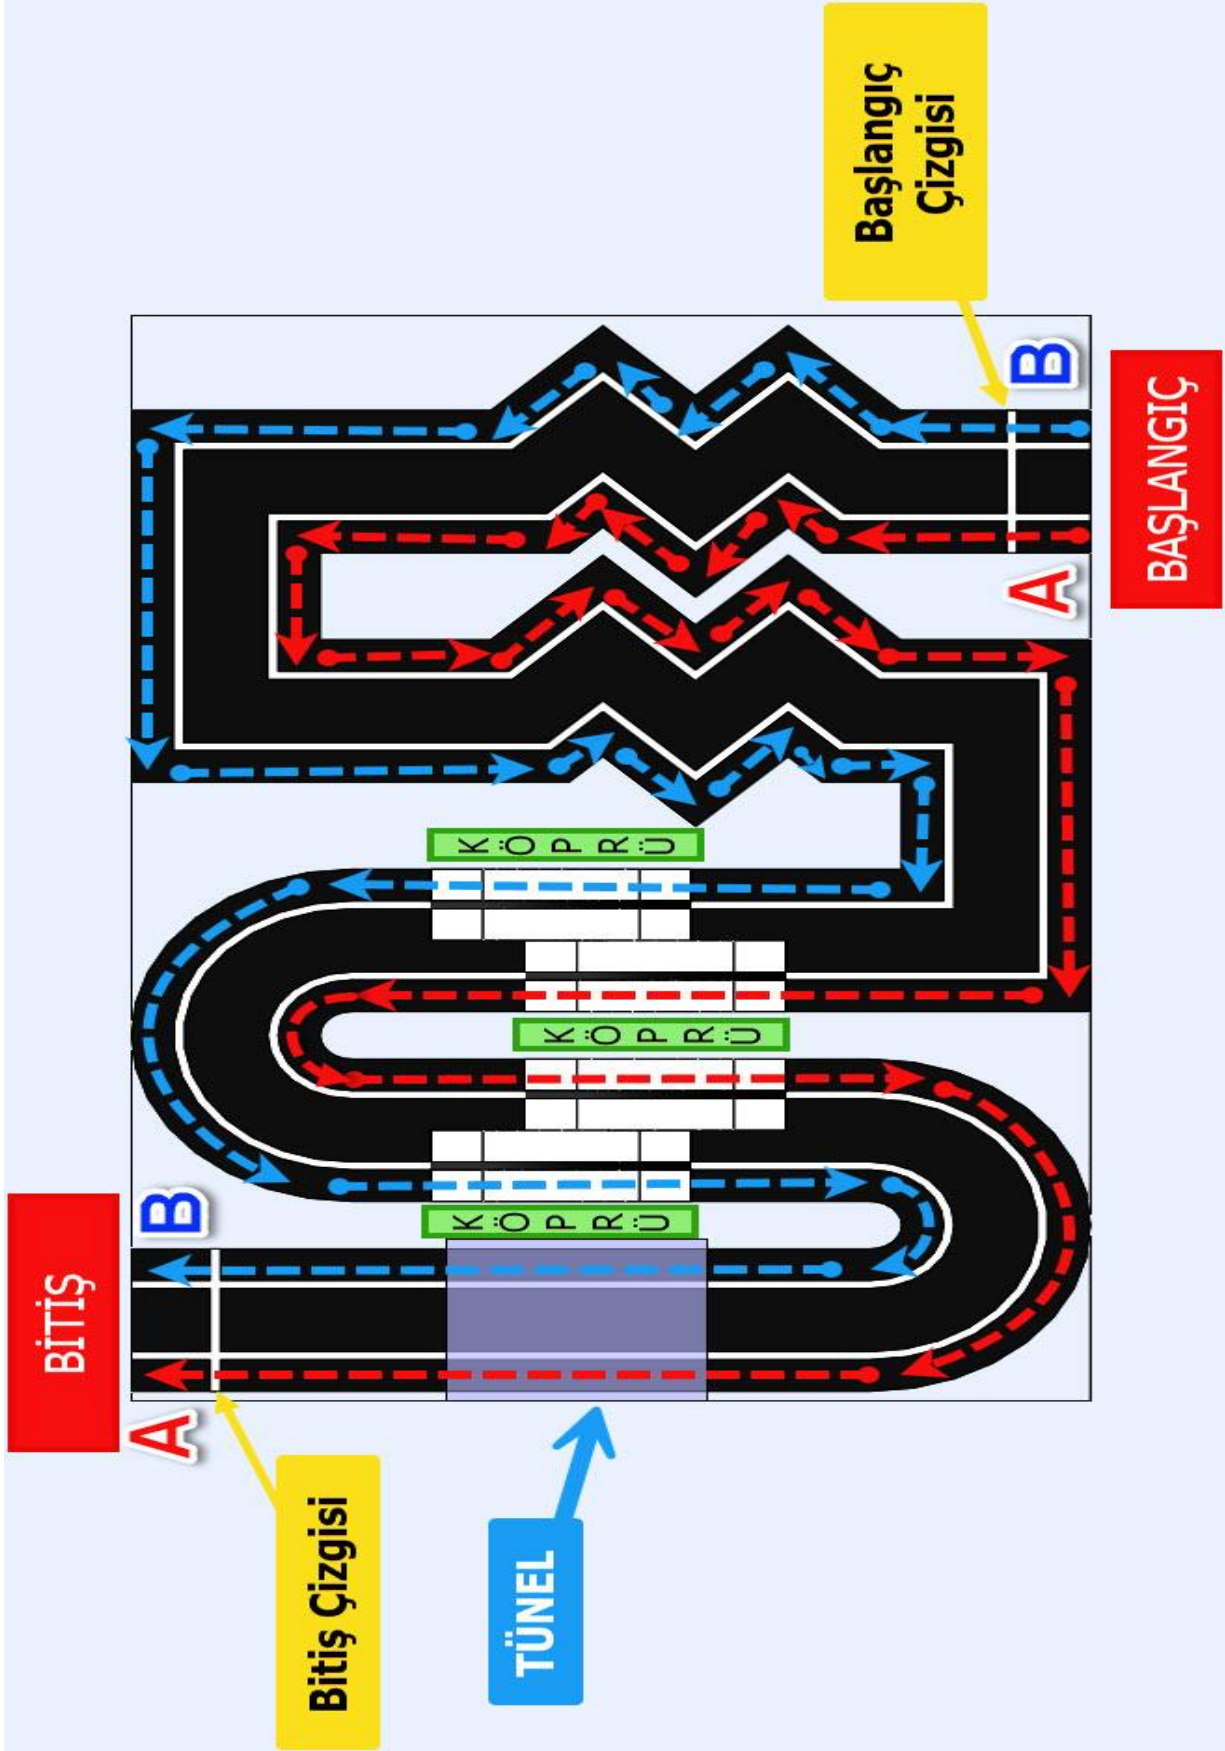 BİTİŞ
A
B
Bitiş Çizgisi
TÜNEL
KÖPRÜ
KÖPRÜ
KÖPRÜ
Başlangıç
Çizgisi
A
B
BAŞLANGIÇ